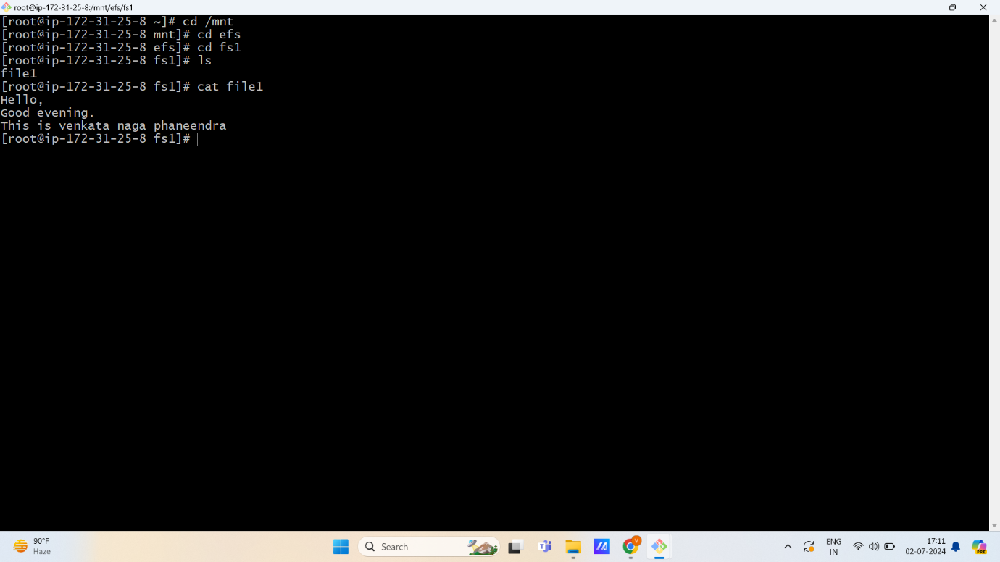 root@ip-172-31-25-8:/mnt/efs/fs1
[root@ip-172-31-25-8 ~]# cd /mnt
[root@ip-172-31-25-8 mnt]# cd efs
[root@ip-172-31-25-8 efs]# cd fs1
[root@ip-172-31-25-8 fs1]# ls
file1
[root@ip-172-31-25-8 fs1]# cat file1
Hello,
Good evening.
This is venkata naga phaneendra
[root@ip-172-31-25-8 fs1]#
90°F
Haze
Search
V
ENG
IN
17:11
02-07-2024
PRE